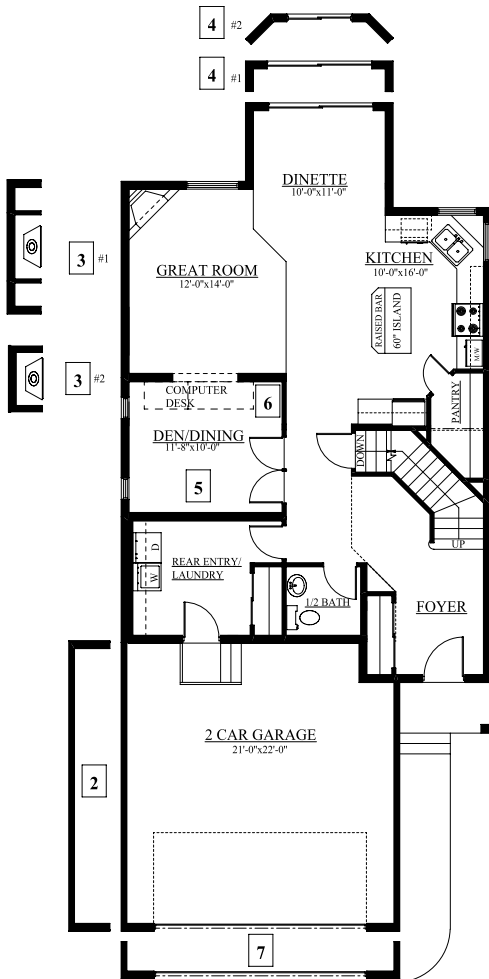 4 #2
4 #1
DINETTE
10'-0"x11'-0"
3 #1
GREAT ROOM
12'-0"x14'-0"
KITCHEN
10'-0"x16'-0"
RAISED BAR
60" ISLAND
M/W
3 #2
COMPUTER
DESK
6
PANTRY
DEN/DINING
11'-8"x10'-0"
DOWN
5
UP
D
W
REAR ENTRY/
LAUNDRY
1/2 BATH
FOYER
2 CAR GARAGE
21'-0"x22'-0"
2
7